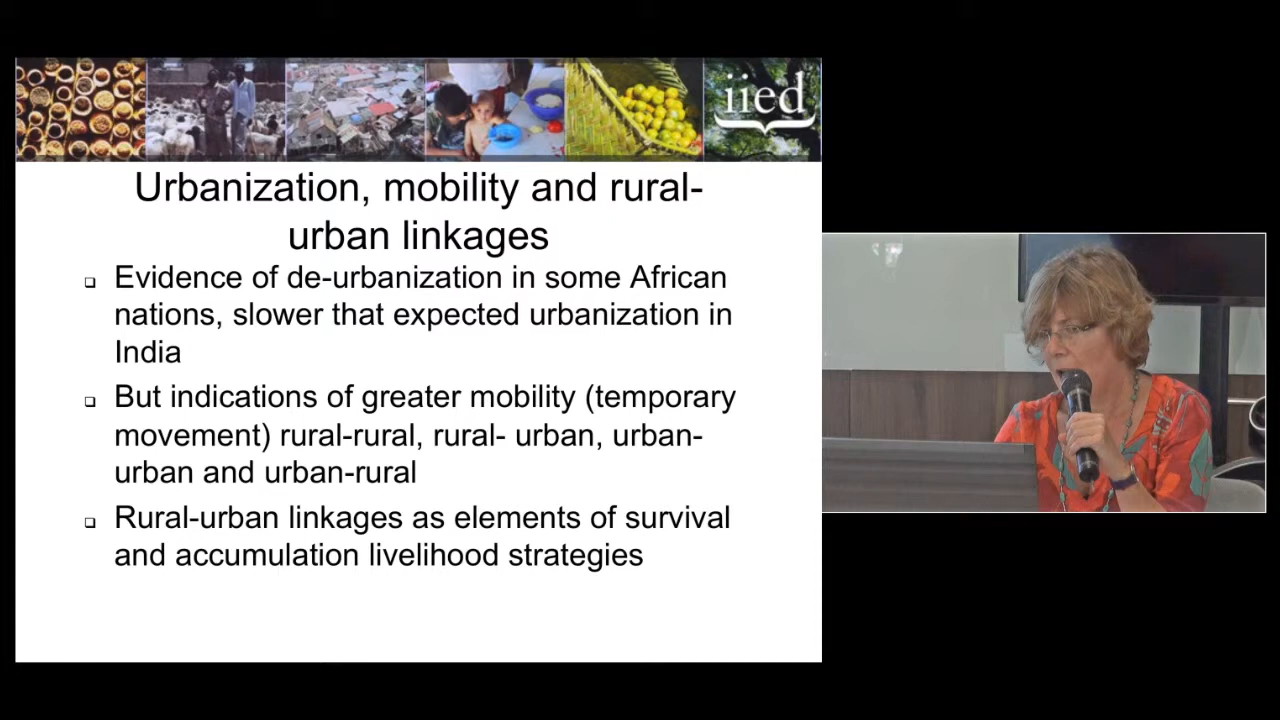 iied
Urbanization, mobility and rural-
urban linkages
❑ Evidence of de-urbanization in some African
nations, slower that expected urbanization in
India
❑ But indications of greater mobility (temporary
movement) rural-rural, rural- urban, urban-
urban and urban-rural
❑ Rural-urban linkages as elements of survival
and accumulation livelihood strategies